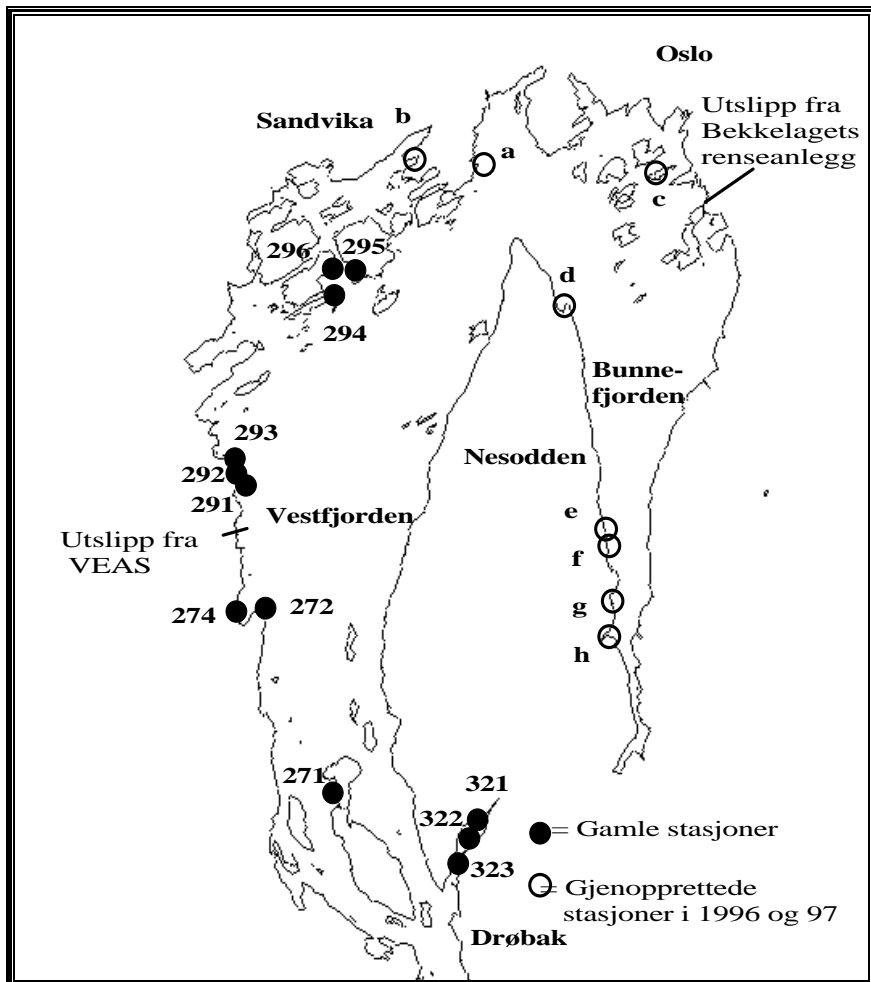 Oslo
Utslipp fra
Bekkelagets
renseanlegg
Sandvika
b
a
c
296
295
294
d
Bunne-
fjorden
293
292
291
Nesodden
Vestfjorden
e
f
Utslipp fra
VEAS
274
272
g
h
271
321
322
323
= Gamle stasjoner
= Gjenopprettede
stasjoner i 1996 og 97
Drøbak